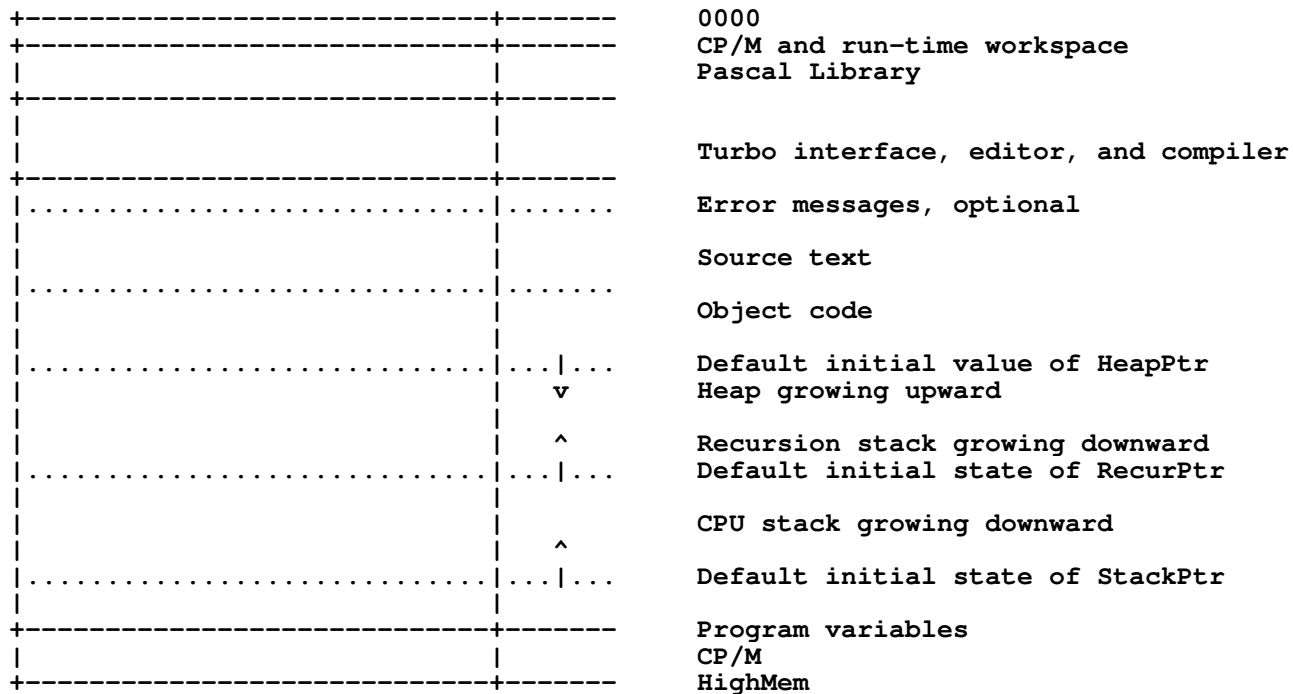 0000
CP/M and run-time workspace
Pascal Library
Turbo interface, editor, and compiler
Error messages, optional
Source text
Object code
Default initial value of HeapPtr
Heap growing upward
Recursion stack growing downward
Default initial state of RecurPtr
CPU stack growing downward
Default initial state of StackPtr
Program variables
CP/M
HighMem